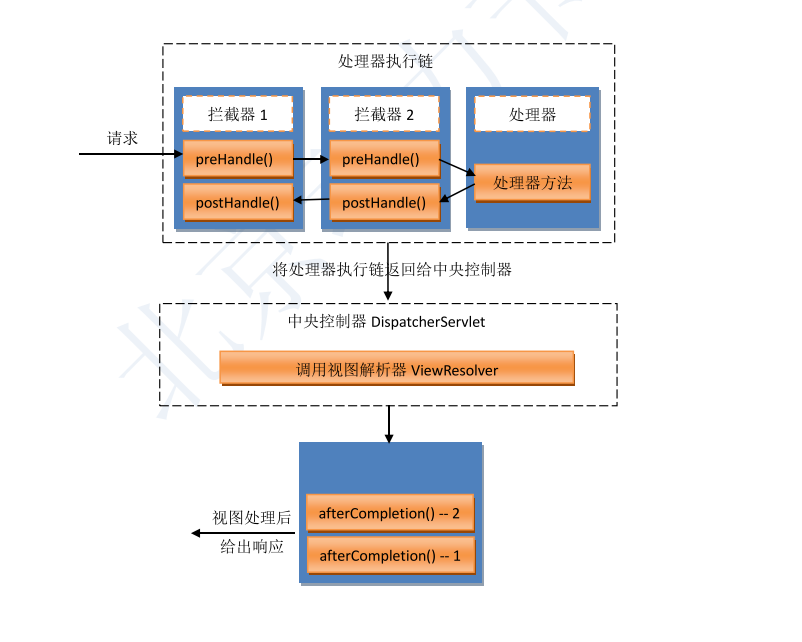 处理器执行链
拦截器 1
拦截器 2
处理器
请求
preHandle()
preHandle()
处理器方法
postHandle()
postHandle()
将处理器执行链返回给中央控制器
中央控制器 DispatcherServlet
调用视图解析器 ViewResolver
afterCompletion() -- 2
视图处理后
给出响应
afterCompletion() -- 1
北京